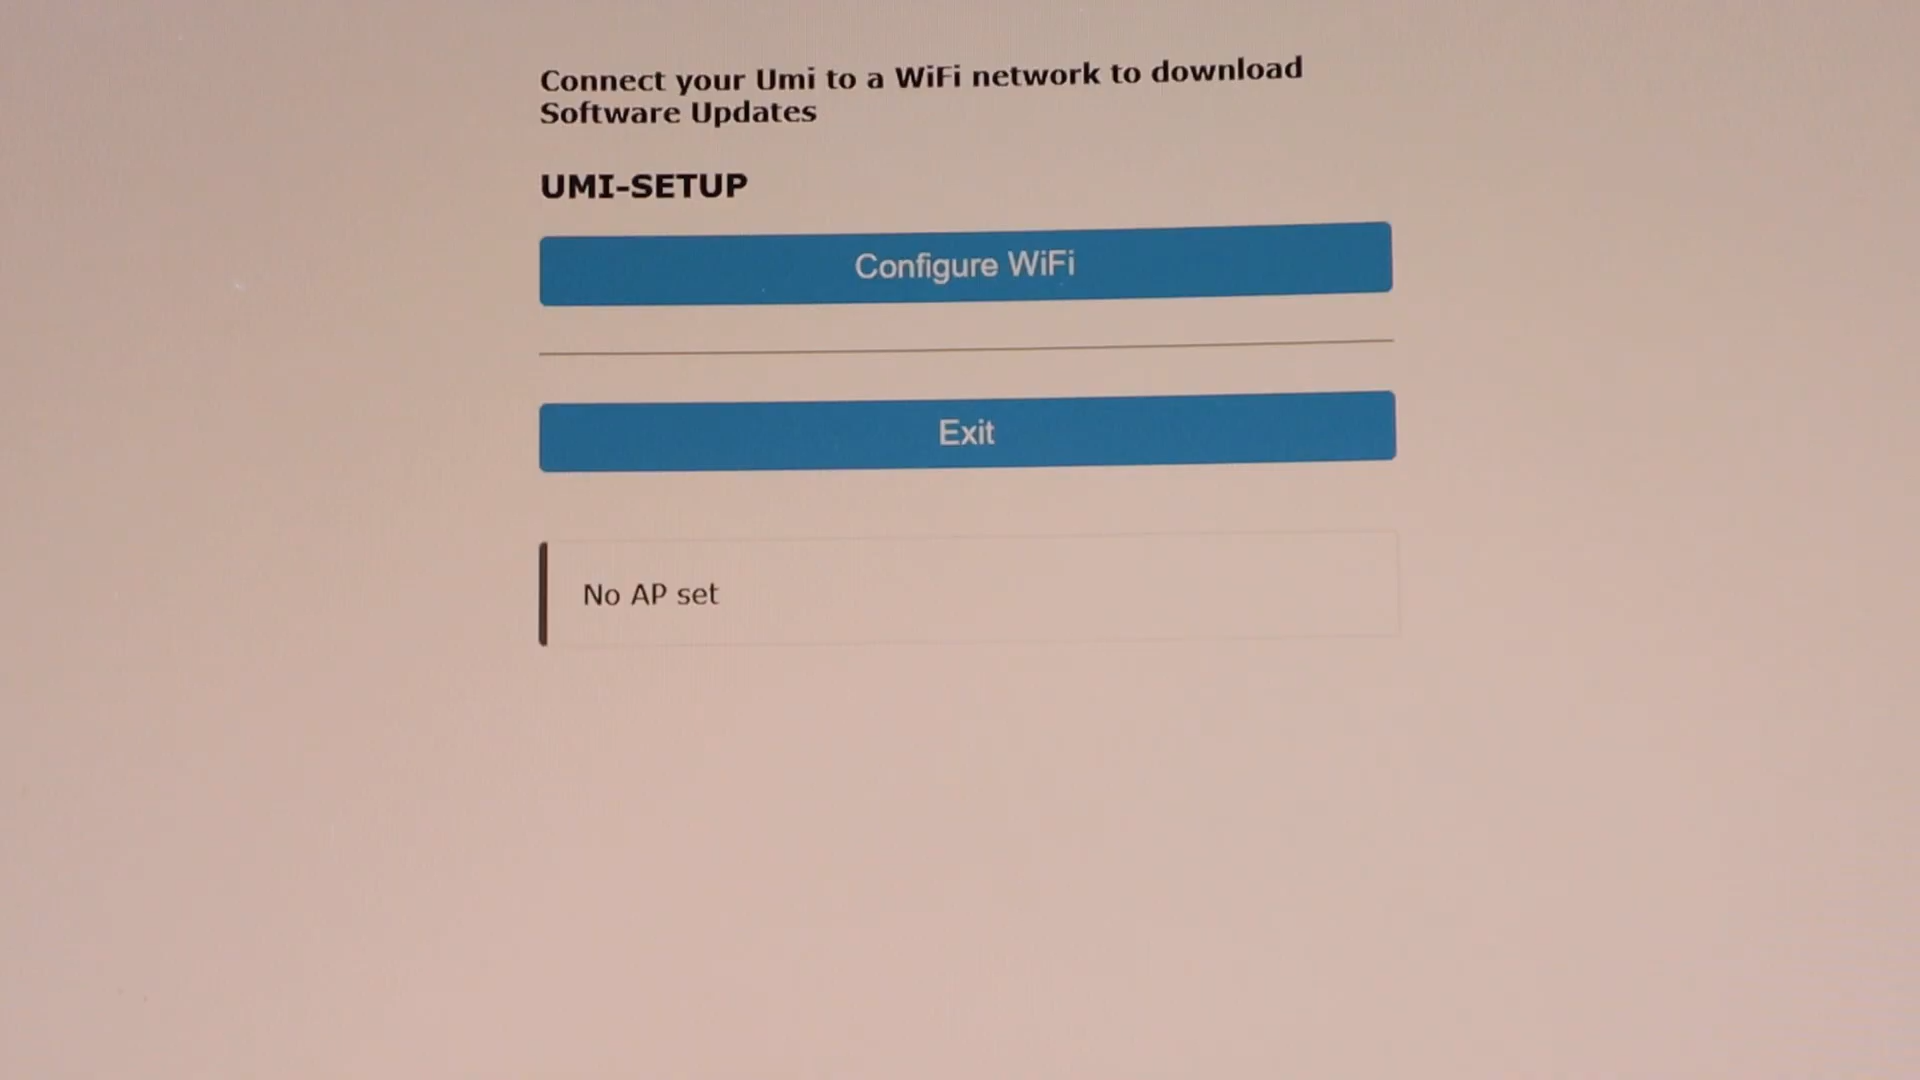 Connect your Umi to a WiFi network to download
Software Updates
UMI-SETUP
Configure WiFi
Exit
No AP set